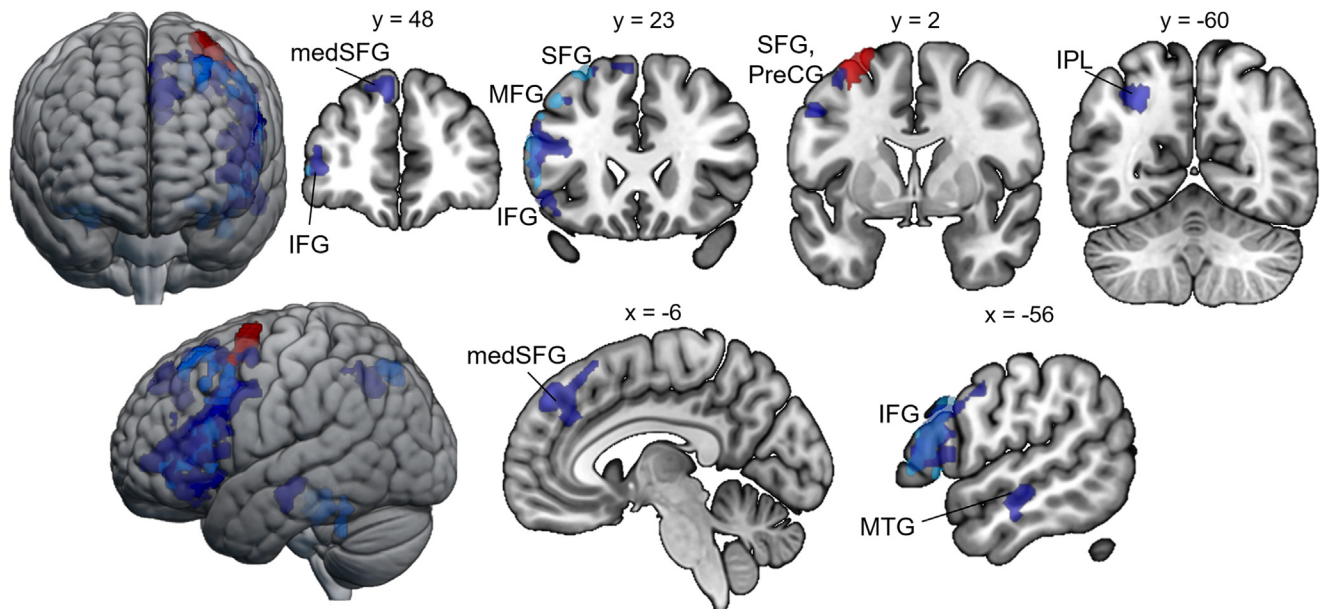 y = 48
y = 23
y = 2
y = -60
medSFG
SFG
SFG,
PreCG
IPL
MFG
IFG
IFG
x = -6
x = -56
medSFG
IFG
MTG